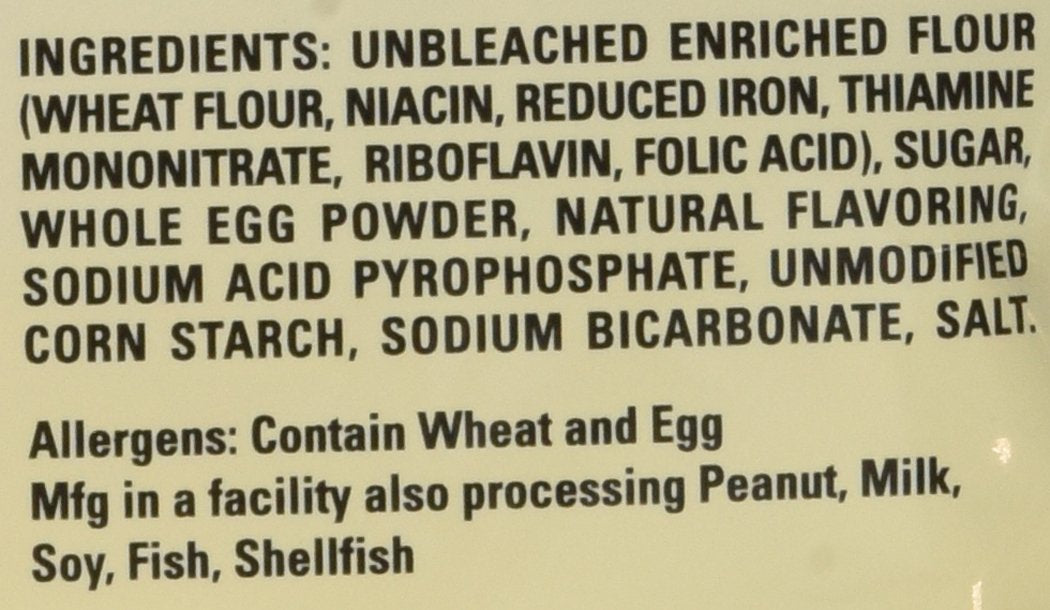 INGREDIENTS: UNBLEACHED ENRICHED FLOUR
(WHEAT FLOUR, NIACIN, REDUCED IRON, THIAMINE
MONONITRATE, RIBOFLAVIN, FOLIC ACID), SUGAR,
WHOLE EGG POWDER, NATURAL FLAVORING,
SODIUM ACID PYROPHOSPHATE, UNMODIFIED
CORN STARCH, SODIUM BICARBONATE, SALT.
Allergens: Contain Wheat and Egg
Mfg in a facility also processing Peanut, Milk,
Soy, Fish, Shellfish